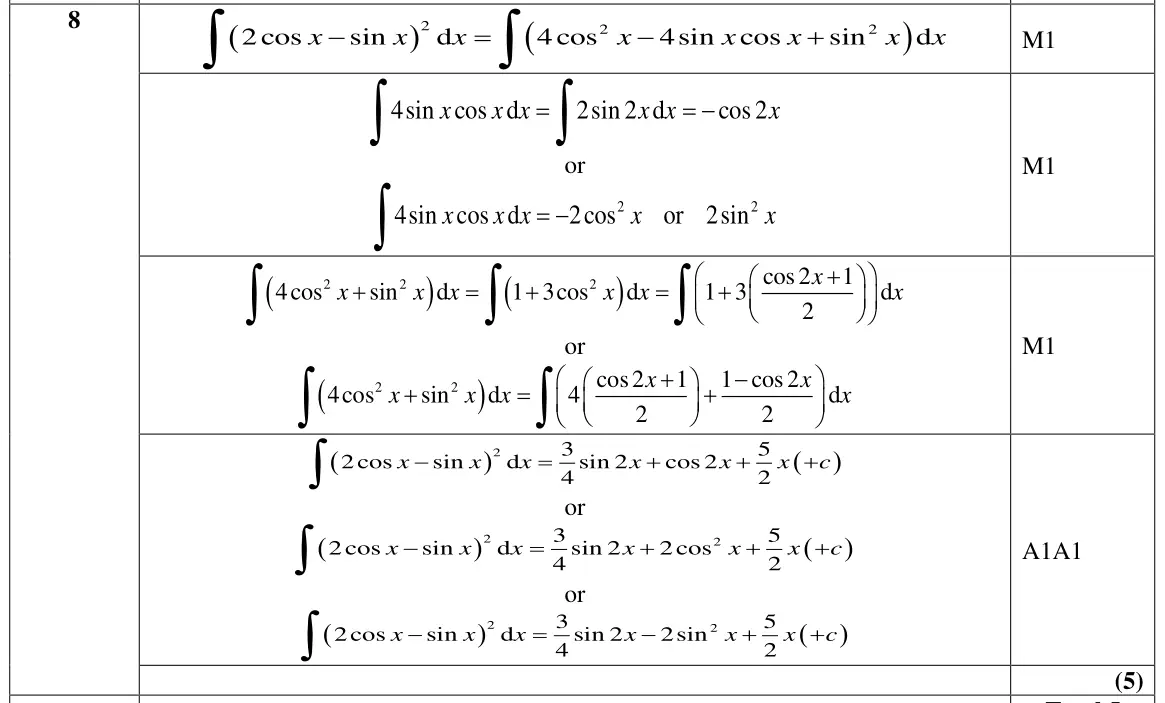 8
∫(2cos x − sin x)² dx = ∫(4cos² x − 4sin x cos x + sin² x)dx
M1
∫4sin x cos x dx = ∫2sin 2x dx = −cos 2x
or
M1
∫4sin x cos x dx = −2cos² x or 2sin² x
∫(4cos² x + sin² x)dx = ∫(1 + 3cos² x)dx = ∫(1 + 3((cos 2x + 1)/2))dx
or
M1
∫(4cos² x + sin² x)dx = ∫(4((cos 2x + 1)/2) + (1 − cos 2x)/2)dx
∫(2cos x − sin x)² dx = 3/4 sin 2x + cos 2x + 5/2 x (+c)
or
∫(2cos x − sin x)² dx = 3/4 sin 2x + 2cos² x + 5/2 x (+c)
A1A1
or
∫(2cos x − sin x)² dx = 3/4 sin 2x − 2sin² x + 5/2 x (+c)
(5)